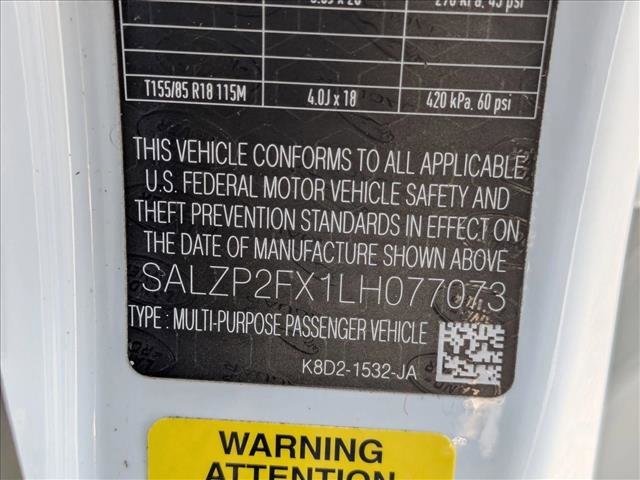 T155/85 R18 115M 4.0J x 18 420 kPa, 60 psi
THIS VEHICLE CONFORMS TO ALL APPLICABLE
U.S. FEDERAL MOTOR VEHICLE SAFETY AND
THEFT PREVENTION STANDARDS IN EFFECT ON
THE DATE OF MANUFACTURE SHOWN ABOVE
SALZP2FX1LH077073
TYPE : MULTI-PURPOSE PASSENGER VEHICLE
K8D2-1532-JA
WARNING
ATTENTION